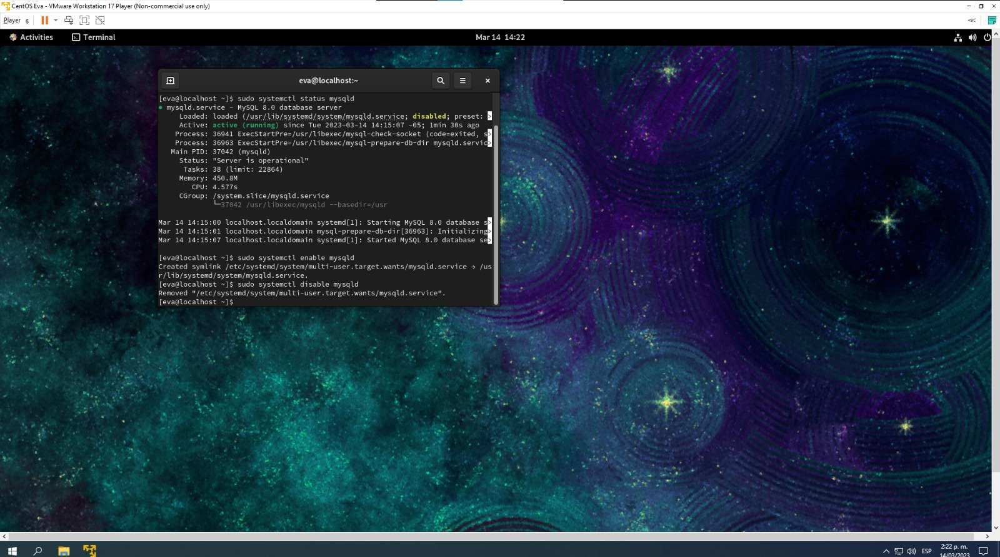 CentOS Eva - VMware Workstation 17 Player (Non-commercial use only)
Player 6
Activities Terminal Mar 14 14:22
eva@localhost:~
[eva@localhost ~]$ sudo systemctl status mysqld
● mysqld.service - MySQL 8.0 database server
Loaded: loaded (/usr/lib/systemd/system/mysqld.service; disabled; preset: >
Active: active (running) since Tue 2023-03-14 14:15:07 -05; 1min 30s ago
Process: 36941 ExecStartPre=/usr/libexec/mysql-check-socket (code=exited, s>
Process: 36963 ExecStartPre=/usr/libexec/mysql-prepare-db-dir mysqld.servic>
Main PID: 37042 (mysqld)
Status: "Server is operational"
Tasks: 38 (limit: 22864)
Memory: 450.8M
CPU: 4.577s
CGroup: /system.slice/mysqld.service
└─37042 /usr/libexec/mysqld --basedir=/usr
Mar 14 14:15:00 localhost.localdomain systemd[1]: Starting MySQL 8.0 database s>
Mar 14 14:15:01 localhost.localdomain mysql-prepare-db-dir[36963]: Initializing>
Mar 14 14:15:07 localhost.localdomain systemd[1]: Started MySQL 8.0 database se>
[eva@localhost ~]$ sudo systemctl enable mysqld
Created symlink /etc/systemd/system/multi-user.target.wants/mysqld.service → /us
r/lib/systemd/system/mysqld.service.
[eva@localhost ~]$ sudo systemctl disable mysqld
Removed "/etc/systemd/system/multi-user.target.wants/mysqld.service".
[eva@localhost ~]$
ESP
2:22 p. m.
14/03/2023